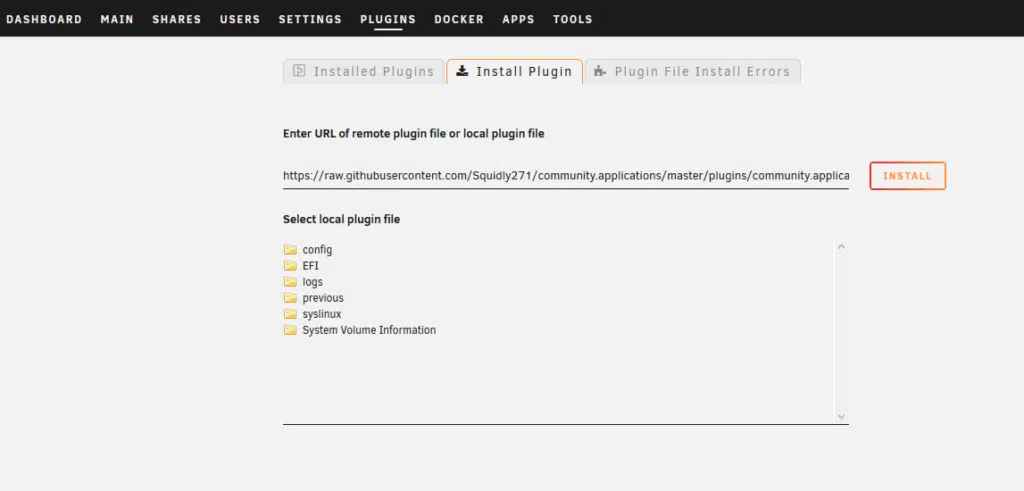 DASHBOARD MAIN SHARES USERS SETTINGS PLUGINS DOCKER APPS TOOLS
Installed Plugins Install Plugin Plugin File Install Errors
Enter URL of remote plugin file or local plugin file
https://raw.githubusercontent.com/Squidly271/community.applications/master/plugins/community.applica INSTALL
Select local plugin file
config
EFI
logs
previous
syslinux
System Volume Information